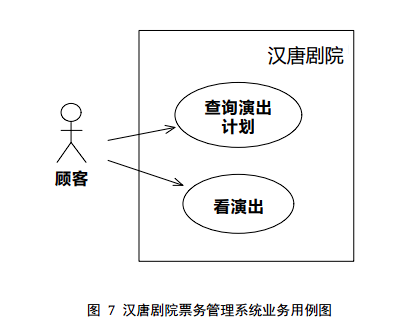 汉唐剧院
查询演出
计划
顾客
看演出
图 7 汉唐剧院票务管理系统业务用例图